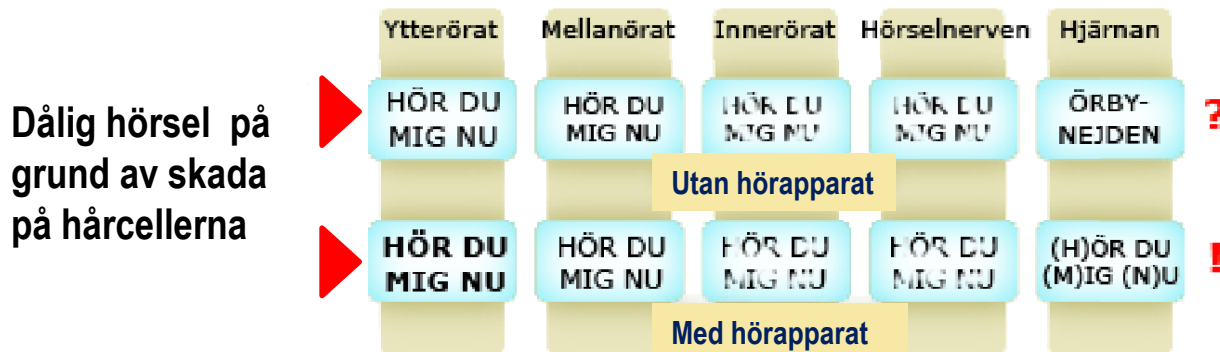 Ytterörat Mellanörat Innerörat Hörselnerven Hjärnan
Dålig hörsel på
grund av skada
på hårcellerna
HÖR DU HÖR DU HÖR DU HÖR DU ÖRBY-
MIG NU MIG NU MIG NU MIG NU NEJDEN
?
Utan hörapparat
HÖR DU HÖR DU HÖR DU HÖR DU (H)ÖR DU
MIG NU MIG NU MIG NU MIG NU (M)IG (N)U
!
Med hörapparat